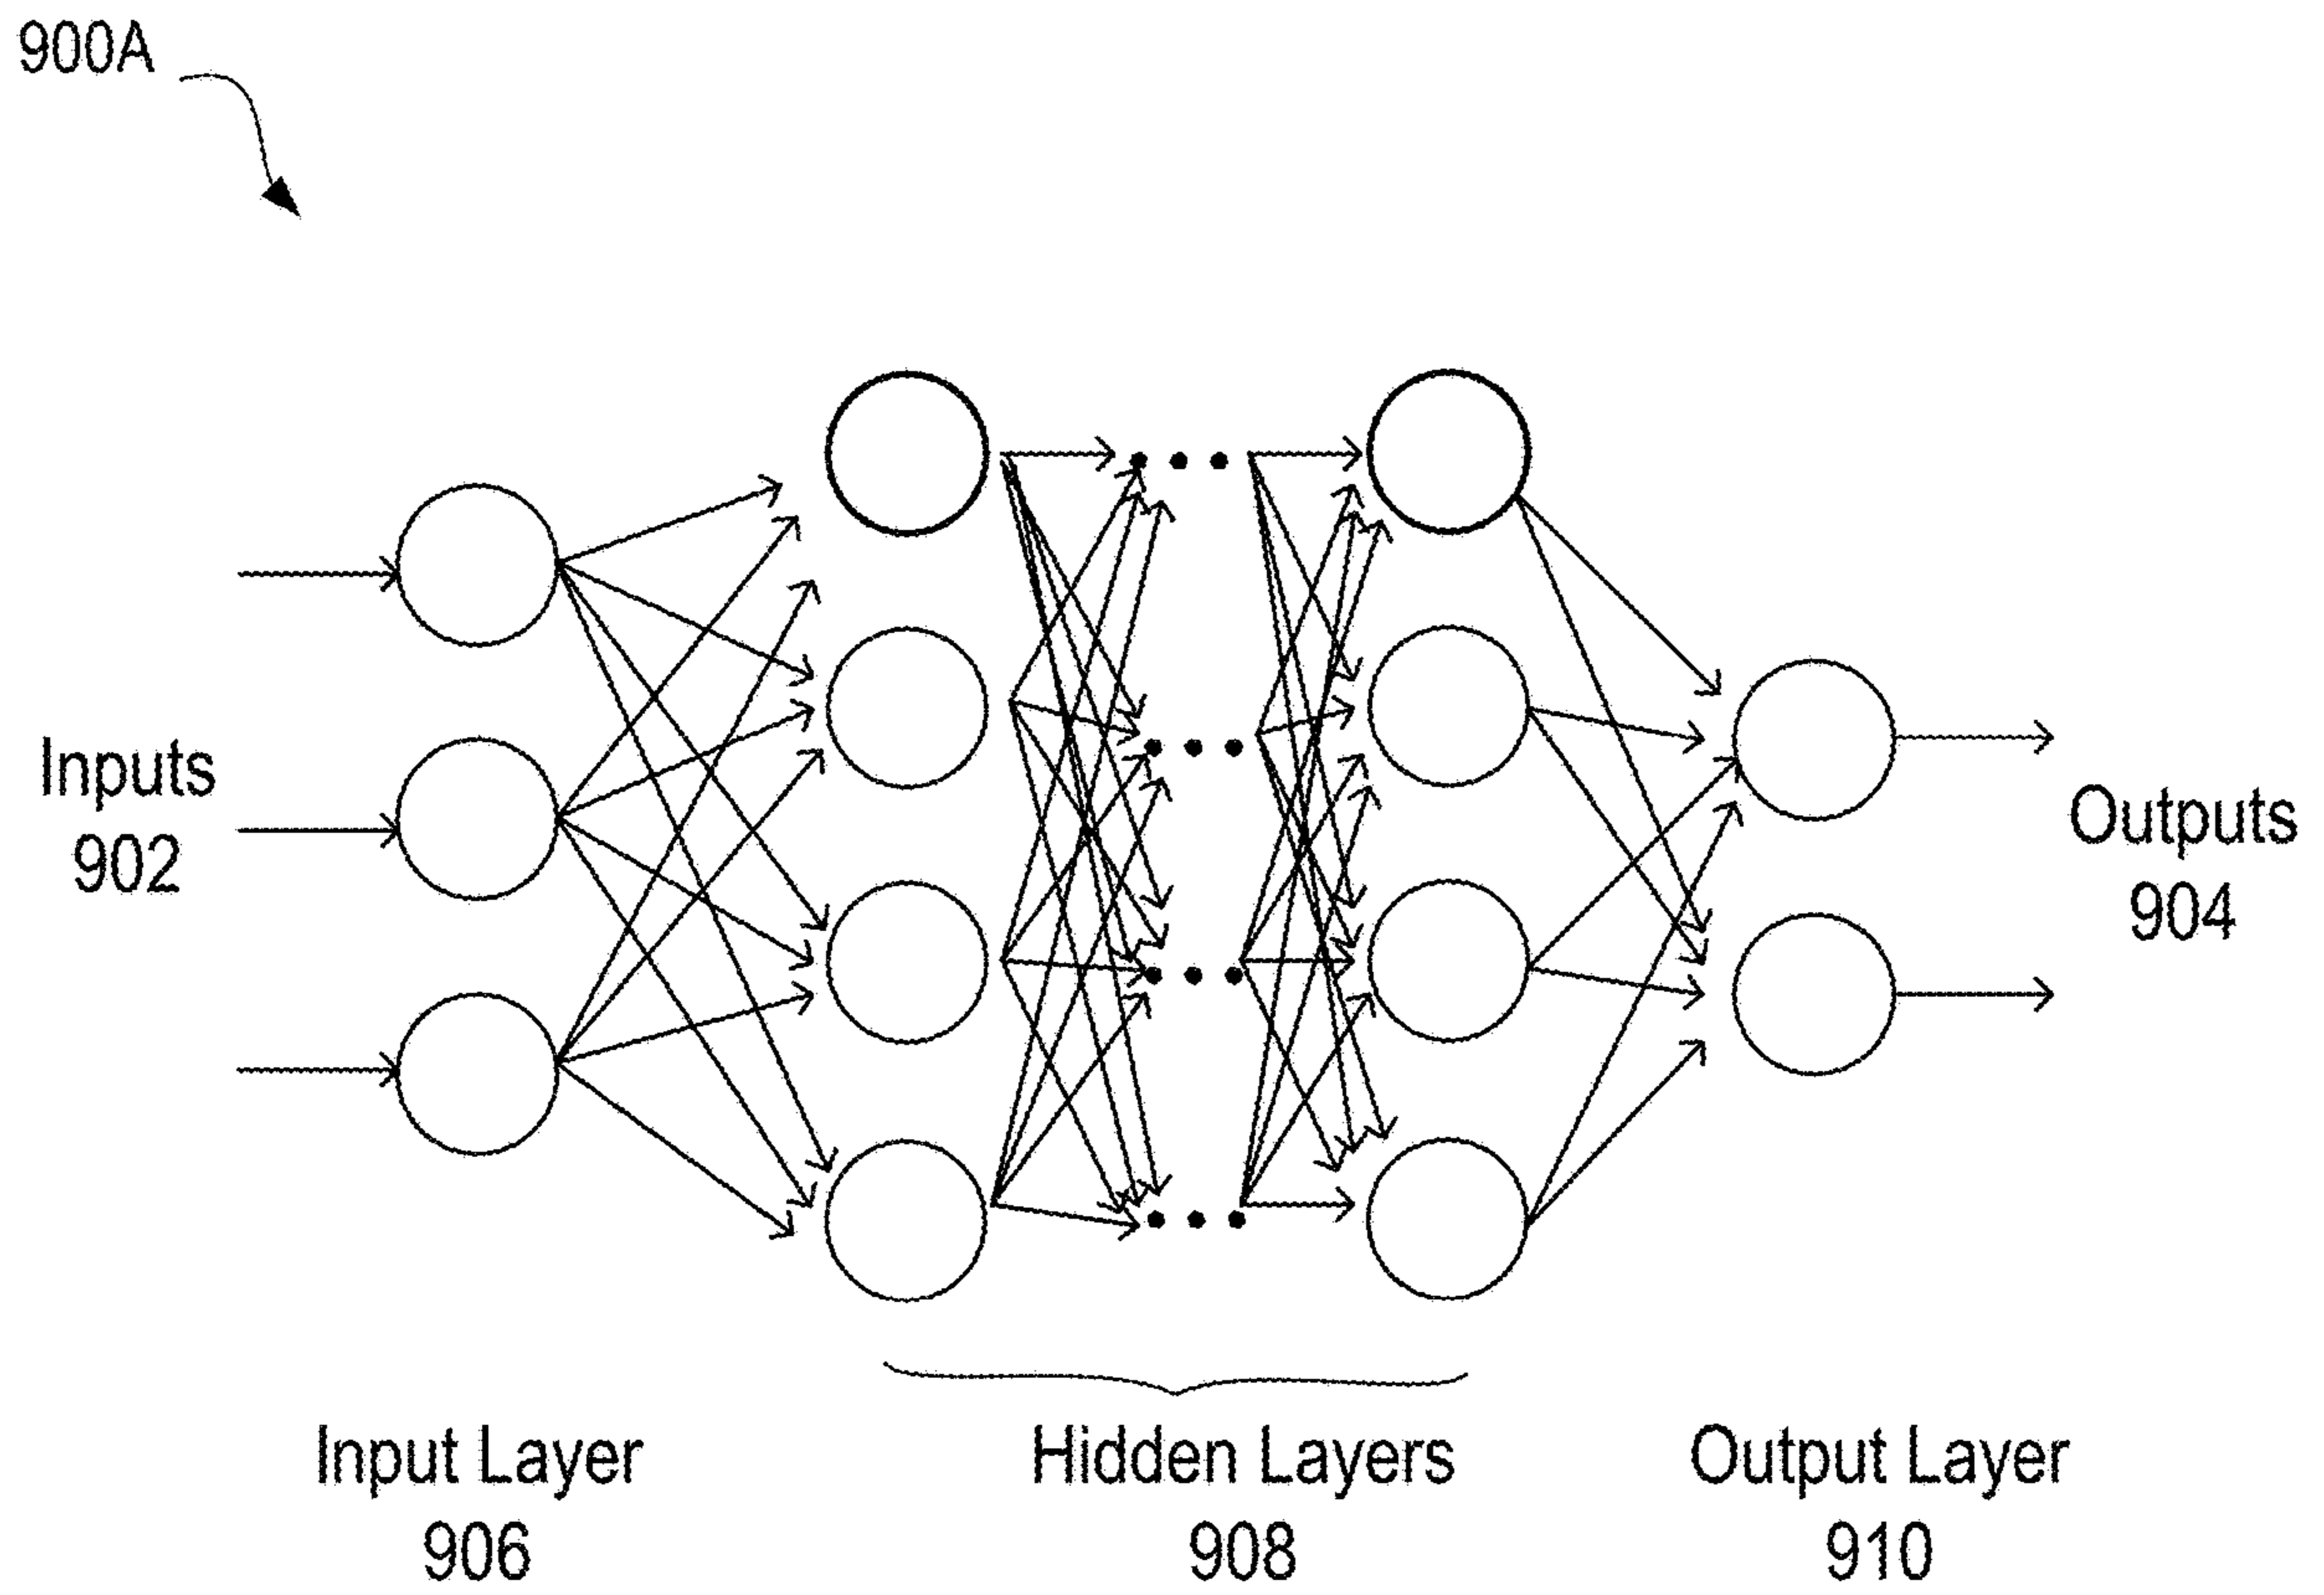 900A
Inputs
902
Outputs
904
Input Layer
906
Hidden Layers
908
Output Layer
910